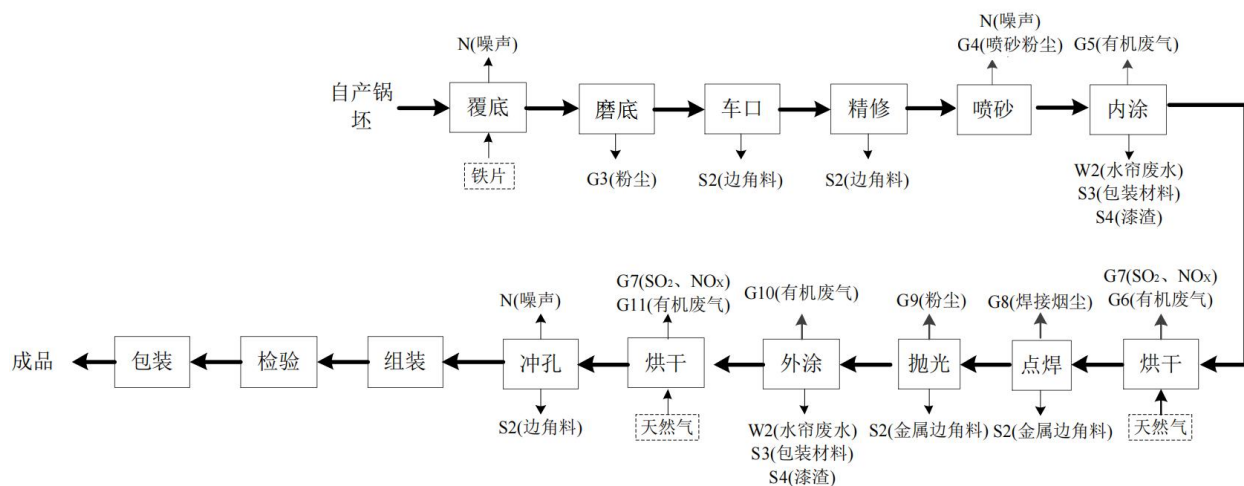 N(噪声)
N(噪声)
G4(喷砂粉尘)
G5(有机废气)
自产锅
坯
覆底
磨底
车口
精修
喷砂
内涂
铁片
G3(粉尘)
S2(边角料)
S2(边角料)
W2(水帘废水)
S3(包装材料)
S4(漆渣)
N(噪声)
G7(SO₂、NOX)
G11(有机废气)
G10(有机废气)
G9(粉尘)
G8(焊接烟尘)
G7(SO₂、NOX)
G6(有机废气)
成品
包装
检验
组装
冲孔
烘干
外涂
抛光
点焊
烘干
S2(边角料)
天然气
W2(水帘废水)
S3(包装材料)
S4(漆渣)
S2(金属边角料)
S2(金属边角料)
天然气